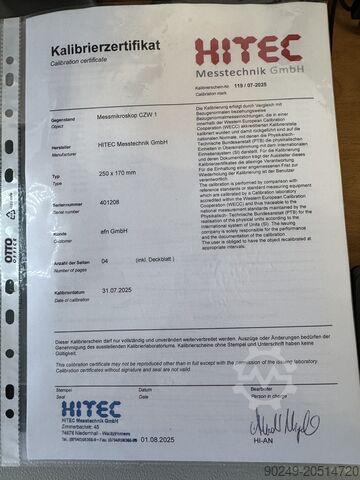 Kalibrierzertifikat
Calibration certificate
HITEC
Messtechnik GmbH
Kalibrierschein-Nr. 119 / 07-2025
Calibration mark
Gegenstand Messmikroskop CZW 1
Object
Hersteller HITEC Messtechnik GmbH
Manufacturer
Typ 250 x 170 mm
Type
Seriennummer 401208
Serial number
Kunde efn GmbH
Customer
Anzahl der Seiten 04 (inkl. Deckblatt )
Number of pages
Kalibrierdatum 31.07.2025
Date of calibration
Die Kalibrierung erfolgt durch Vergleich mit
Bezugsnormalen beziehungsweise
Bezugsnormalmesseinrichtungen, die in einer
innerhalb der Western European Calibration
Cooperation (WECC) akkreditierten Kalibrierstelle
kalibriert wurden und damit rückgeführt sind auf die
nationalen Normale, mit denen die Physikalisch-
Technische Bundesanstalt (PTB) die physikalischen
Einheiten in Übereinstimmung mit dem internationalen
Einheitensystem (SI) darstellt. Für die Kalibrierung
und deren Dokumentation trägt der Aussteller dieses
Kalibrierzertifikates die alleinige Verantwortung.
Für die Einhaltung einer angemessenen Frist zur
Wiederholung der Kalibrierung ist der Benutzer
verantwortlich.
The calibration is performed by comparison with
reference standards or standard measuring equipment
which are calibrated by a Calibration laboratory
accredited within the Western European Calibration
Cooperation (WECC) and thus traceable to the
national measurement standards maintained by the
Physikalisch- Technische Bundesanstalt (PTB) for the
realisation of the physical units according to the
international system of Units (SI). The issuing
company is solely responsible for the performance
and the documentation of the calibration.
The user is obliged to have the object recalibrated at
appropriate intervals.
Dieser Kalibrierschein darf nur vollständig und unverändert weiterverbreitet werden. Auszüge oder Änderungen bedürfen der
Genehmigung des ausstellenden Kalibrierlaboratoriums. Kalibrierscheine ohne Stempel und Unterschrift haben keine
Gültigkeit.
This calibration certificate may not be reproduced other than in full except with the permission of the issuing laboratory.
Calibration certificates without signature and seal are not valid.
Stempel Datum Bearbeiter
Seal Date Person
HITEC
HITEC Messtechnik GmbH
Zimmerbachstr. 45
74676 Niedernhall - Waldzimmern
01.08.2025
HI-AN
OTTO
OFFICE
90249-20514720